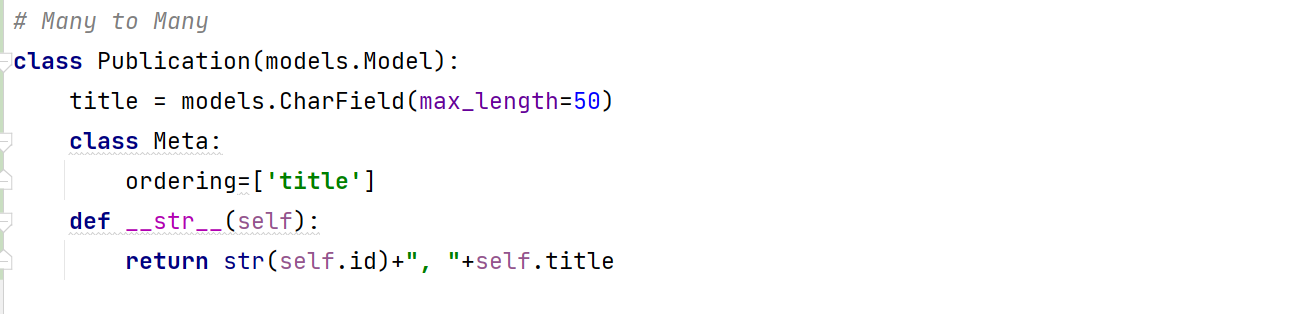 # Many to Many
class Publication(models.Model):
    title = models.CharField(max_length=50)
    class Meta:
        ordering=['title']
    def __str__(self):
        return str(self.id)+", "+self.title